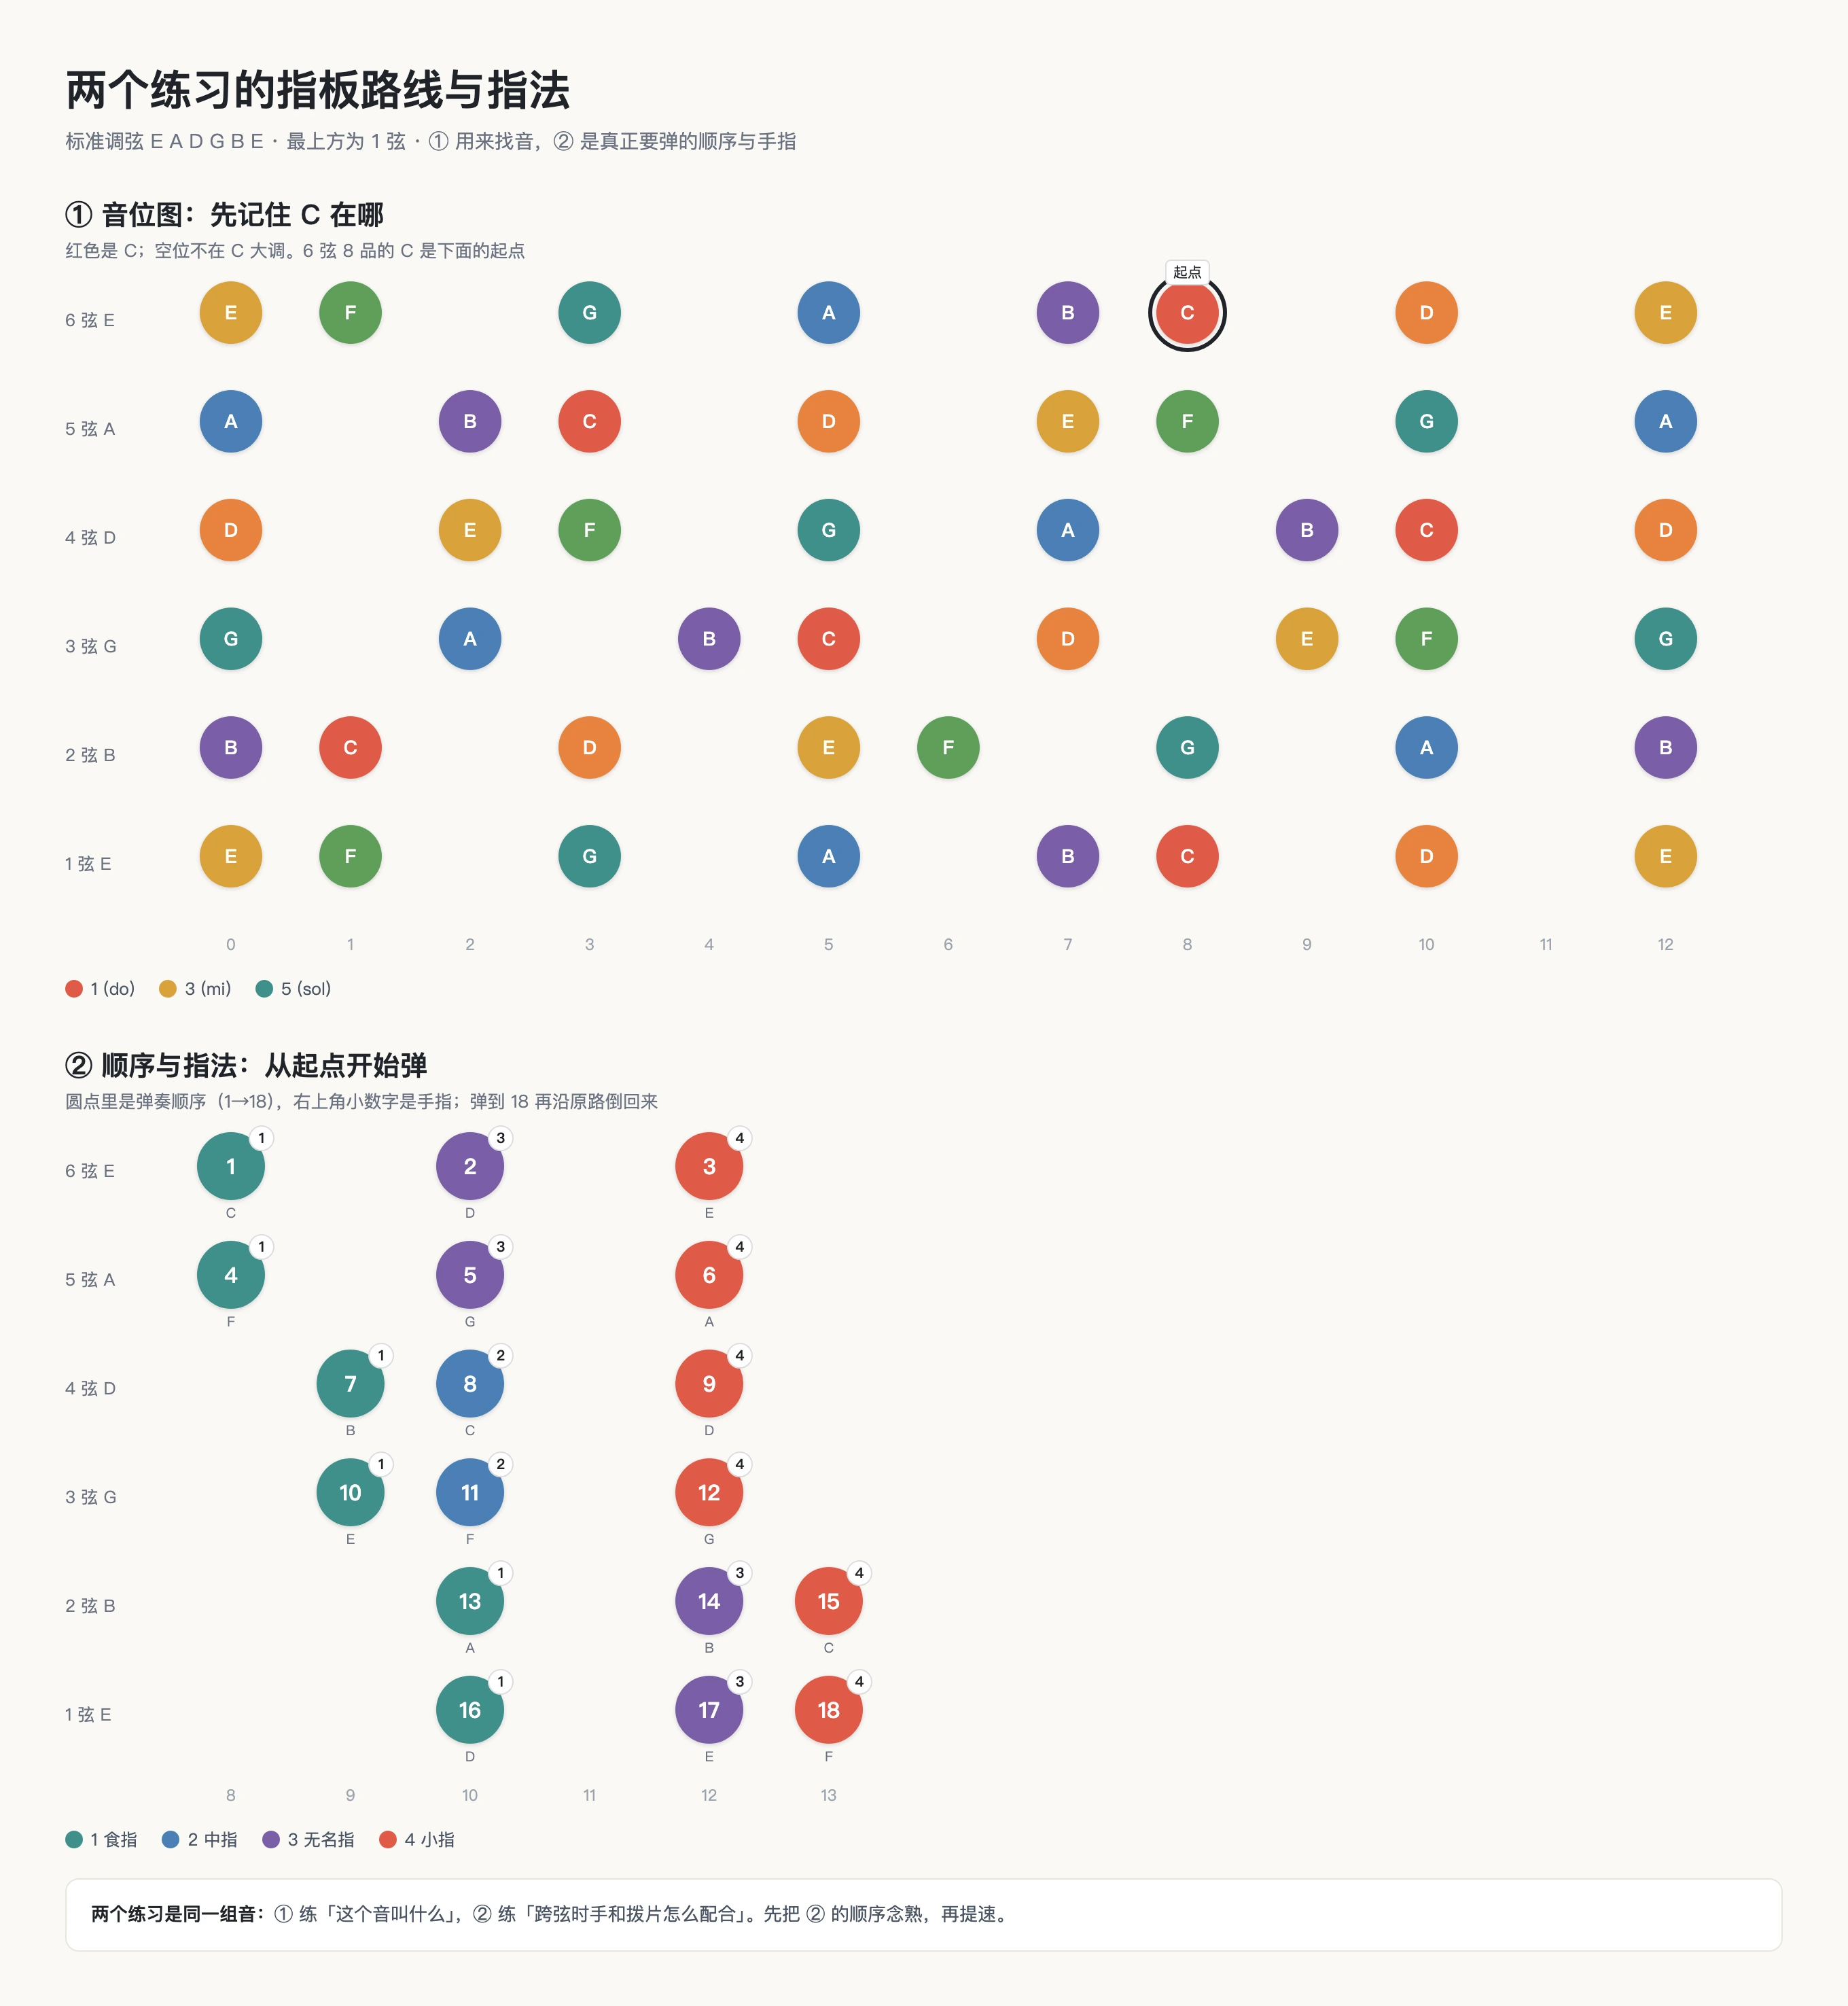 两个练习的指板路线与指法
标准调弦 E A D G B E · 最上方为 1 弦 · ① 用来找音，② 是真正要弹的顺序与手指
① 音位图：先记住 C 在哪
红色是 C；空位不在 C 大调。6 弦 8 品的 C 是下面的起点
起点
6 弦 E E F G A B C D E
5 弦 A A B C D E F G A
4 弦 D D E F G A B C D
3 弦 G G A B C D E F G
2 弦 B B C D E F G A B
1 弦 E E F G A B C D E
0 1 2 3 4 5 6 7 8 9 10 11 12
1 (do) 3 (mi) 5 (sol)
② 顺序与指法：从起点开始弹
圆点里是弹奏顺序（1→18），右上角小数字是手指；弹到 18 再沿原路倒回来
1 3 4
6 弦 E 1 2 3
C D E
1 3 4
5 弦 A 4 5 6
F G A
1 2 4
4 弦 D 7 8 9
B C D
1 2 4
3 弦 G 10 11 12
E F G
1 3 4
2 弦 B 13 14 15
A B C
1 3 4
1 弦 E 16 17 18
D E F
8 9 10 11 12 13
1 食指 2 中指 3 无名指 4 小指
两个练习是同一组音：① 练「这个音叫什么」，② 练「跨弦时手和拨片怎么配合」。先把 ② 的顺序念熟，再提速。